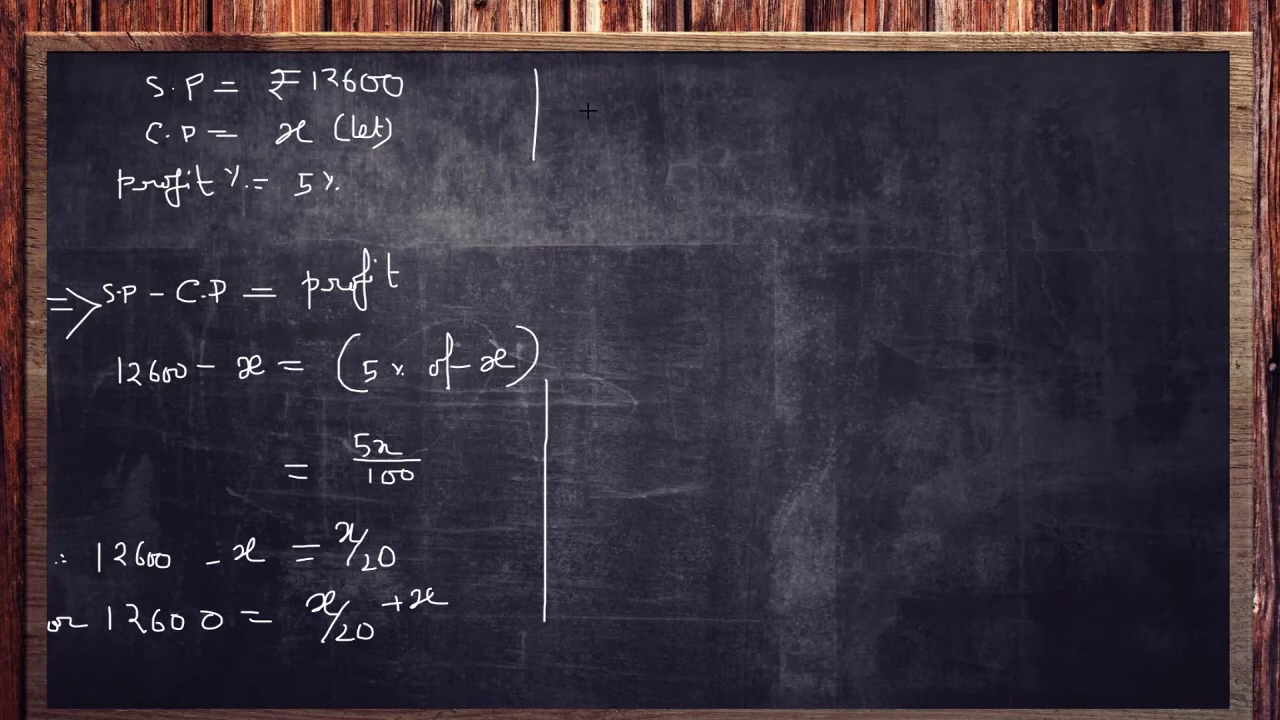 S.P = ₹12600
C.P = x (let)
profit % = 5%
=> S.P - C.P = profit
12600 - x = (5% of x)
= 5x/100
∴ 12600 - x = x/20
or 12600 = x/20 + x